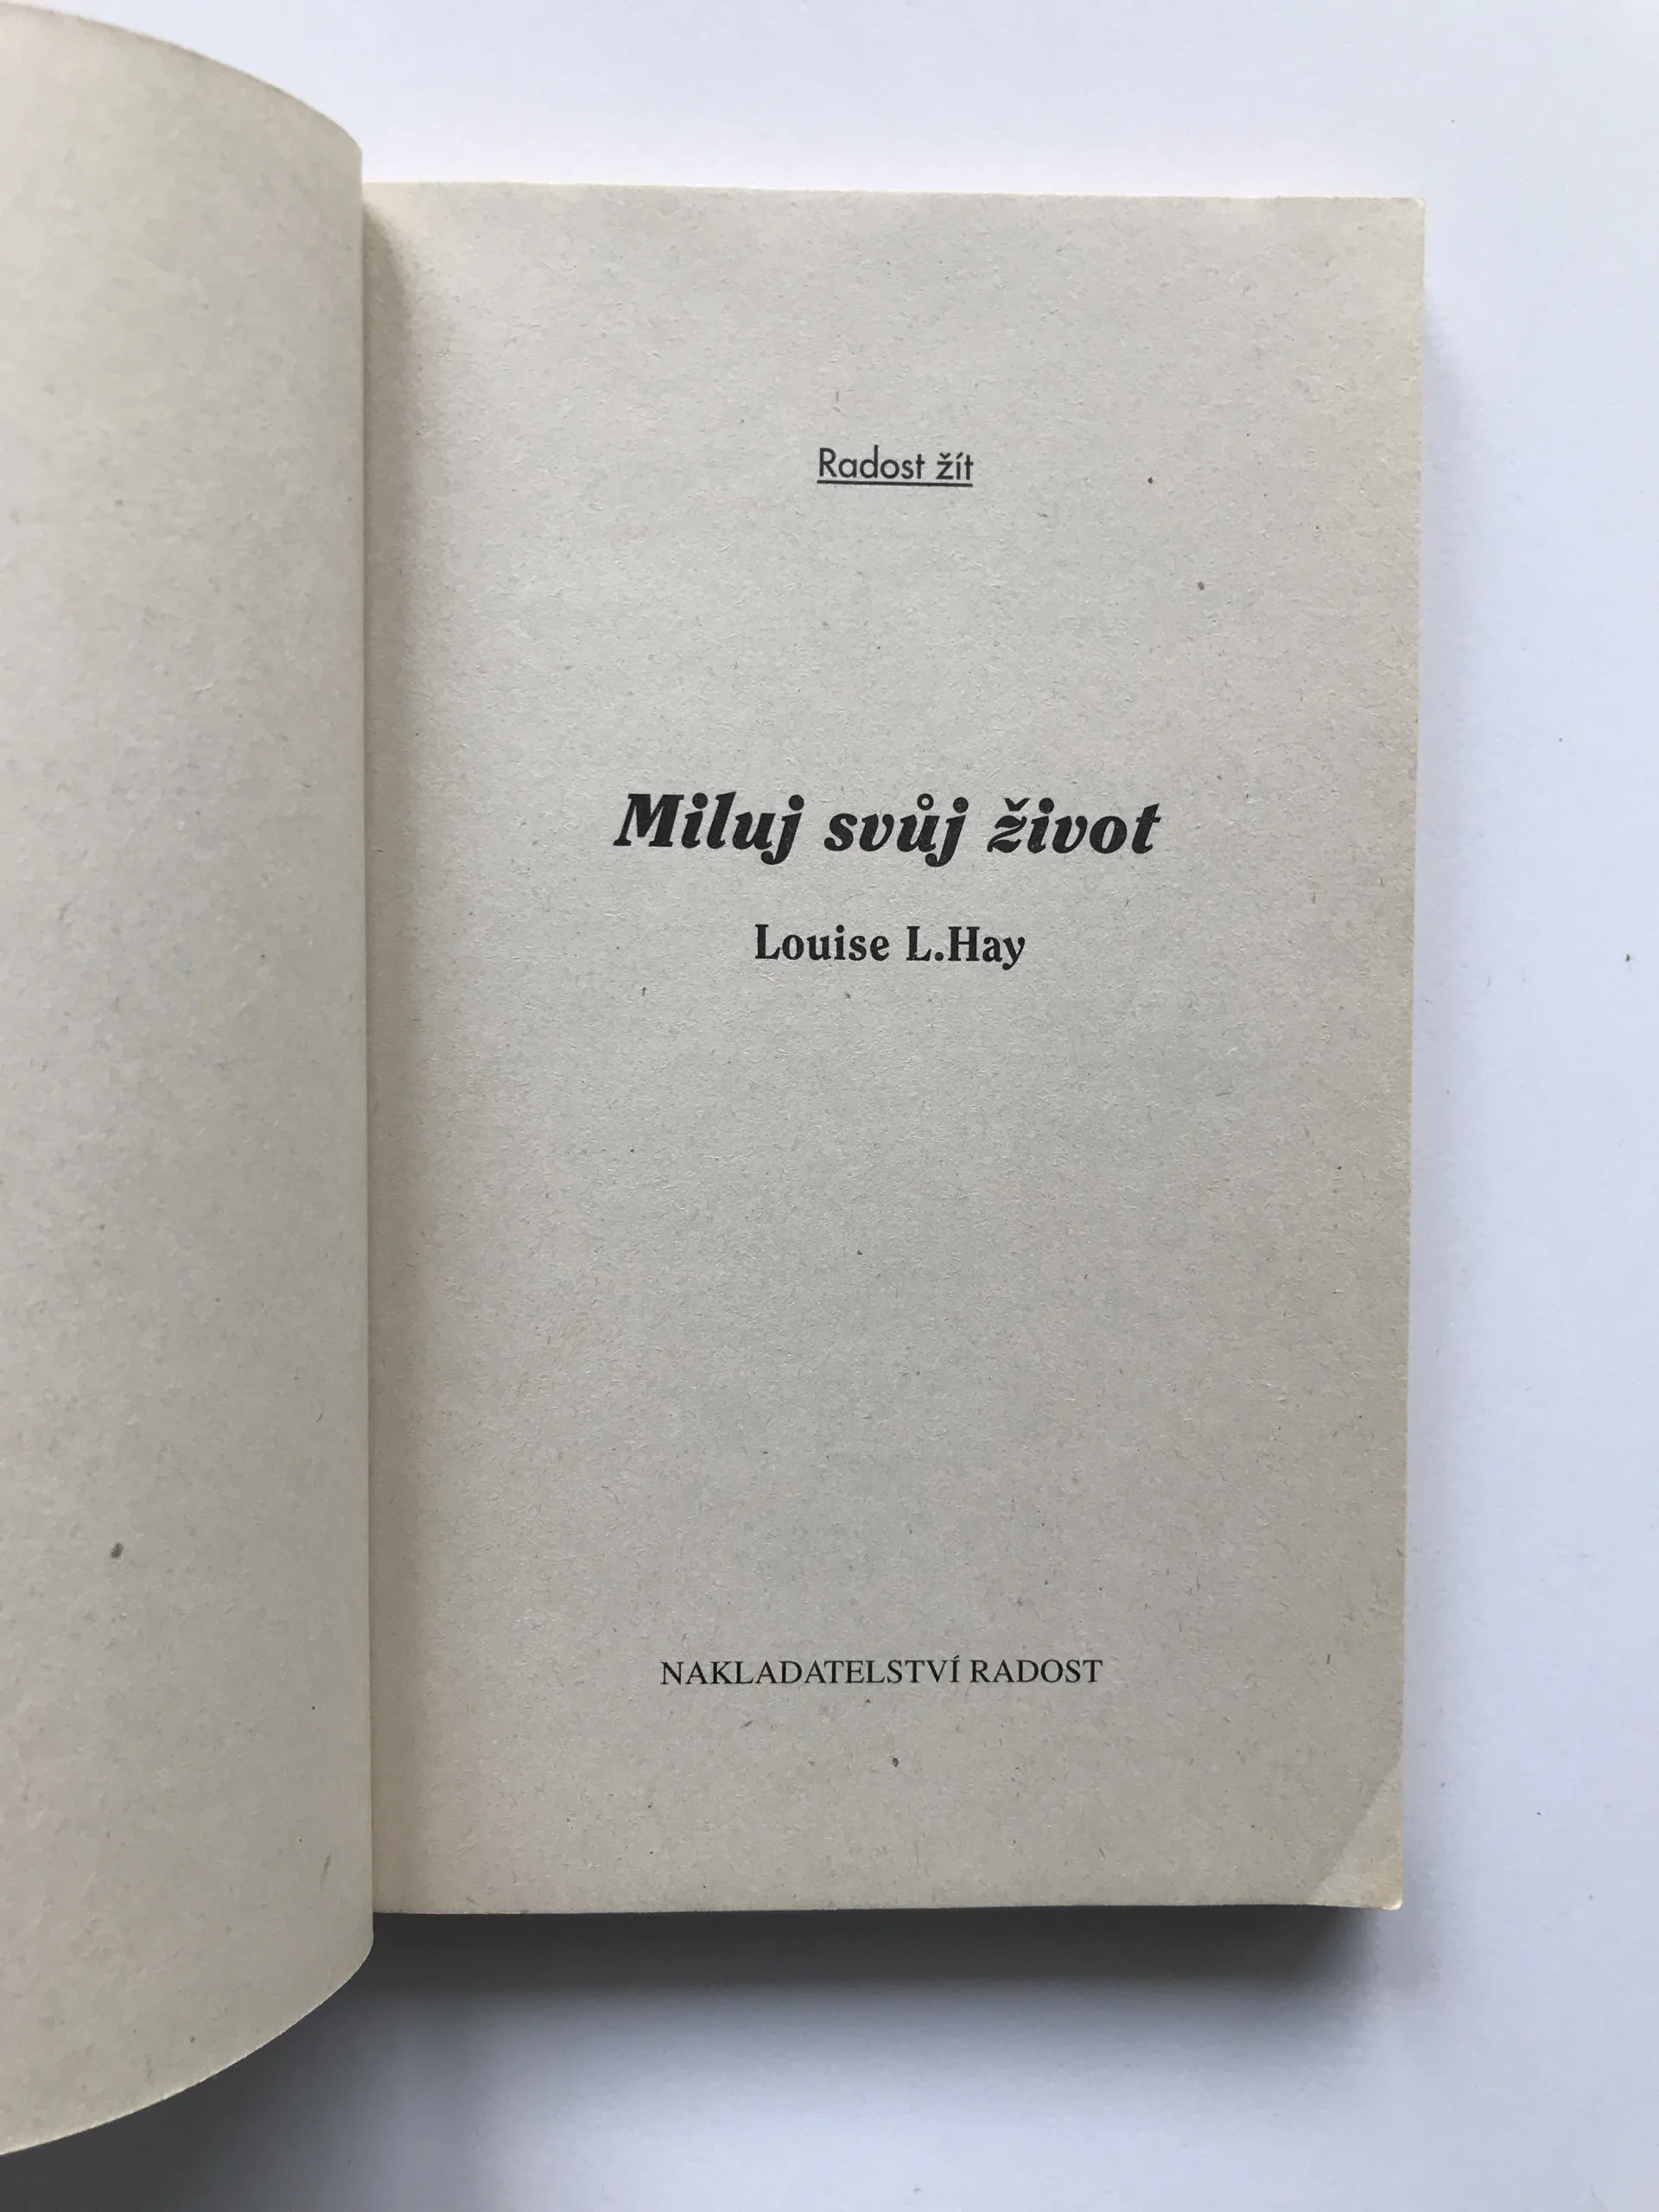 Radost žít
Miluj svůj život
Louise L.Hay
NAKLADATELSTVÍ RADOST